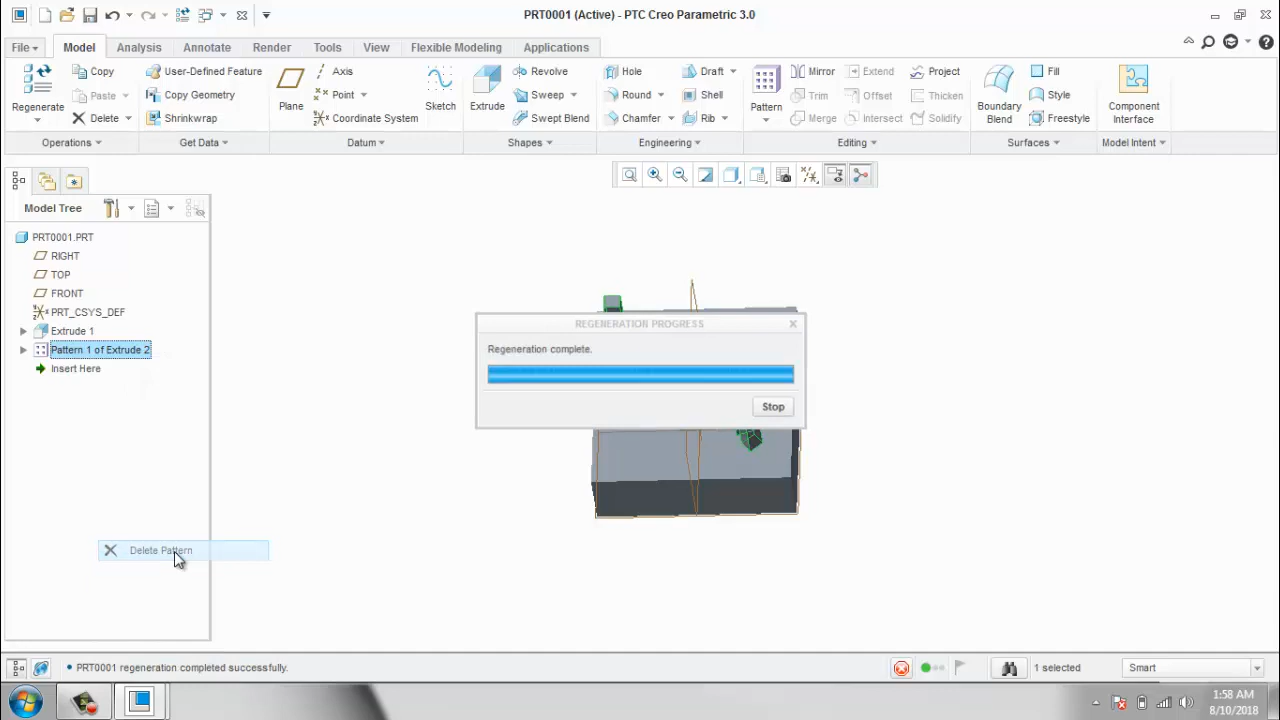 PRT0001 (Active) - PTC Creo Parametric 3.0
File Model Analysis Annotate Render Tools View Flexible Modeling Applications
Regenerate
Copy
Paste
Delete
Operations
User-Defined Feature
Copy Geometry
Shrinkwrap
Get Data
Plane
Axis
Point
Coordinate System
Datum
Sketch
Extrude
Revolve
Sweep
Swept Blend
Shapes
Hole
Round
Chamfer
Draft
Shell
Rib
Engineering
Pattern
Mirror
Trim
Merge
Extend
Offset
Intersect
Project
Thicken
Solidify
Editing
Boundary
Blend
Fill
Style
Freestyle
Surfaces
Component
Interface
Model Intent
Model Tree
PRT0001.PRT
RIGHT
TOP
FRONT
PRT_CSYS_DEF
Extrude 1
Pattern 1 of Extrude 2
Insert Here
REGENERATION PROGRESS
Regeneration complete.
Stop
Delete Pattern
• PRT0001 regeneration completed successfully.
1 selected
Smart
1:58 AM
8/10/2018